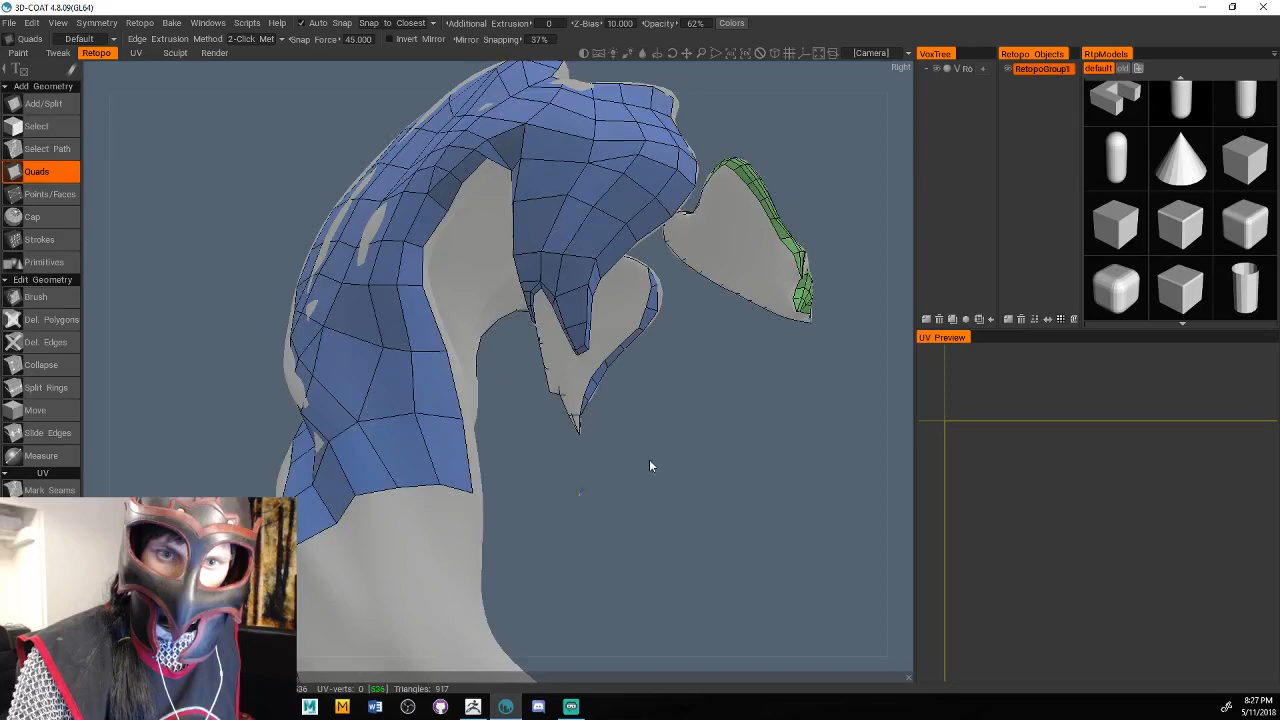 3D-COAT 4.8.09(GL64)
File Edit View Symmetry Retopo Bake Windows Scripts Help Auto Snap Snap to Closest Additional Extrusion 0 Z-Bias 10.000 Opacity 62% Colors
Quads Default Edge Extrusion Method 2-Click Met Snap Force 45.000 Invert Mirror Mirror Snapping 37% [Camera]
Paint Tweak Retopo UV Sculpt Render
Right
Add Geometry
Add/Split
Select
Select Path
Quads
Points/Faces
Cap
Strokes
Primitives
Edit Geometry
Brush
Del. Polygons
Del. Edges
Collapse
Split Rings
Move
Slide Edges
Measure
UV
Mark Seams
VoxTree
V Ro
Retopo Objects
RetopoGroup1
RtpModels
default old
UV Preview
536 UV-verts: 0 [536] Triangles: 917
8:27 PM
5/11/2018